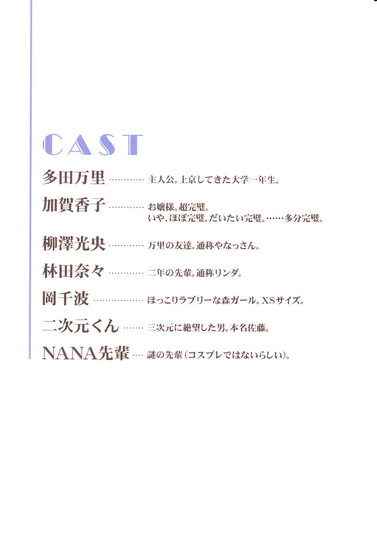 CAST
多田万里 ………… 主人公。上京してきた大学一年生。
加賀香子 ………… お嬢様。超完璧。
いや、ほぼ完璧。だいたい完璧。……多分完璧。
柳澤光央 ………… 万里の友達。通称やなっさん。
林田奈々 ………… 二年の先輩。通称リンダ。
岡千波 ……………… ほっこりラブリーな森ガール。XSサイズ。
二次元くん ……… 三次元に絶望した男。本名佐藤。
NANA先輩 …… 謎の先輩(コスプレではないらしい)。